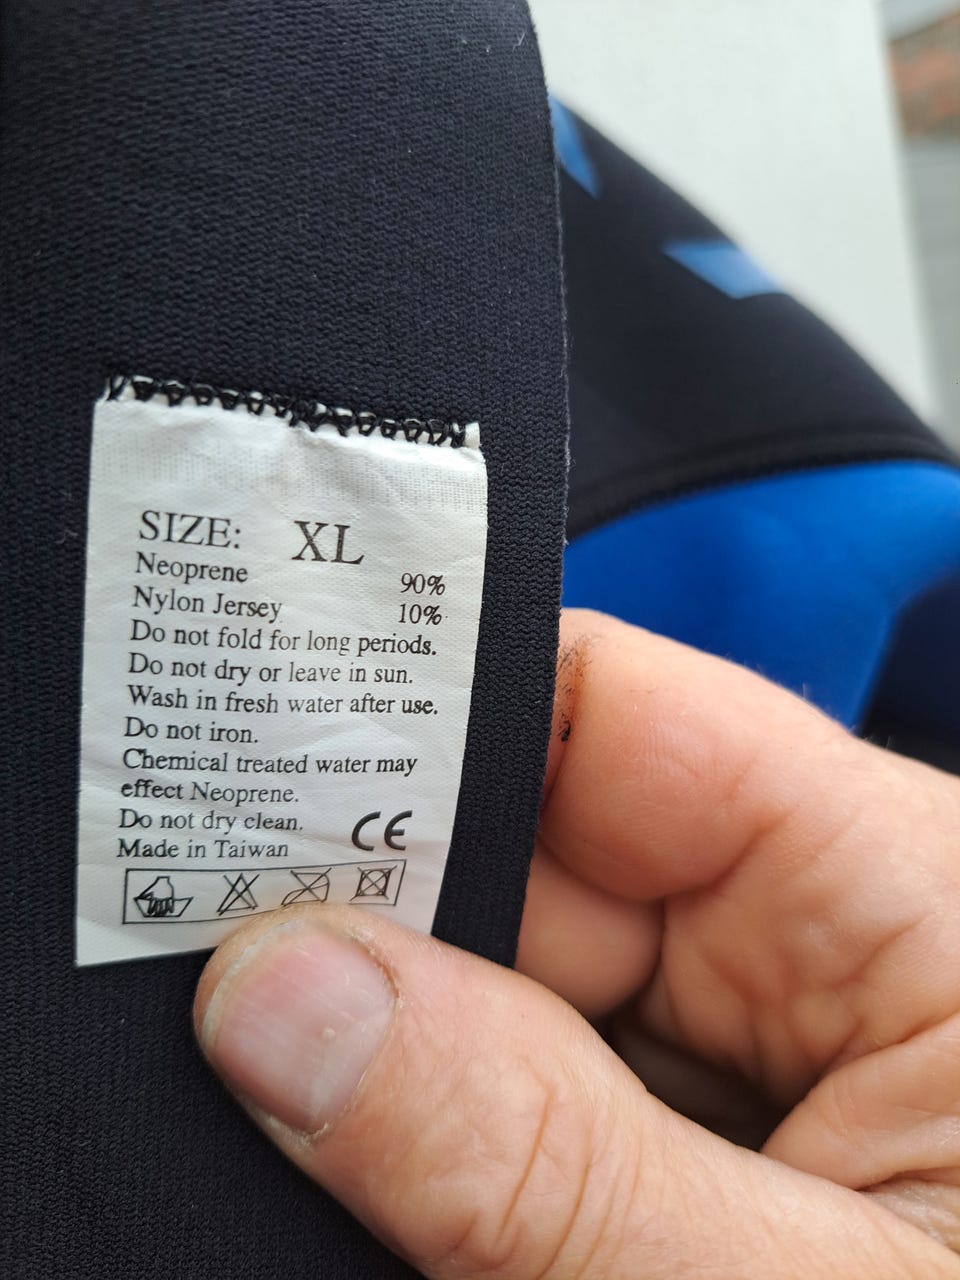 SIZE: XL
Neoprene 90%
Nylon Jersey 10%
Do not fold for long periods.
Do not dry or leave in sun.
Wash in fresh water after use.
Do not iron.
Chemical treated water may
effect Neoprene.
Do not dry clean.
Made in Taiwan CE